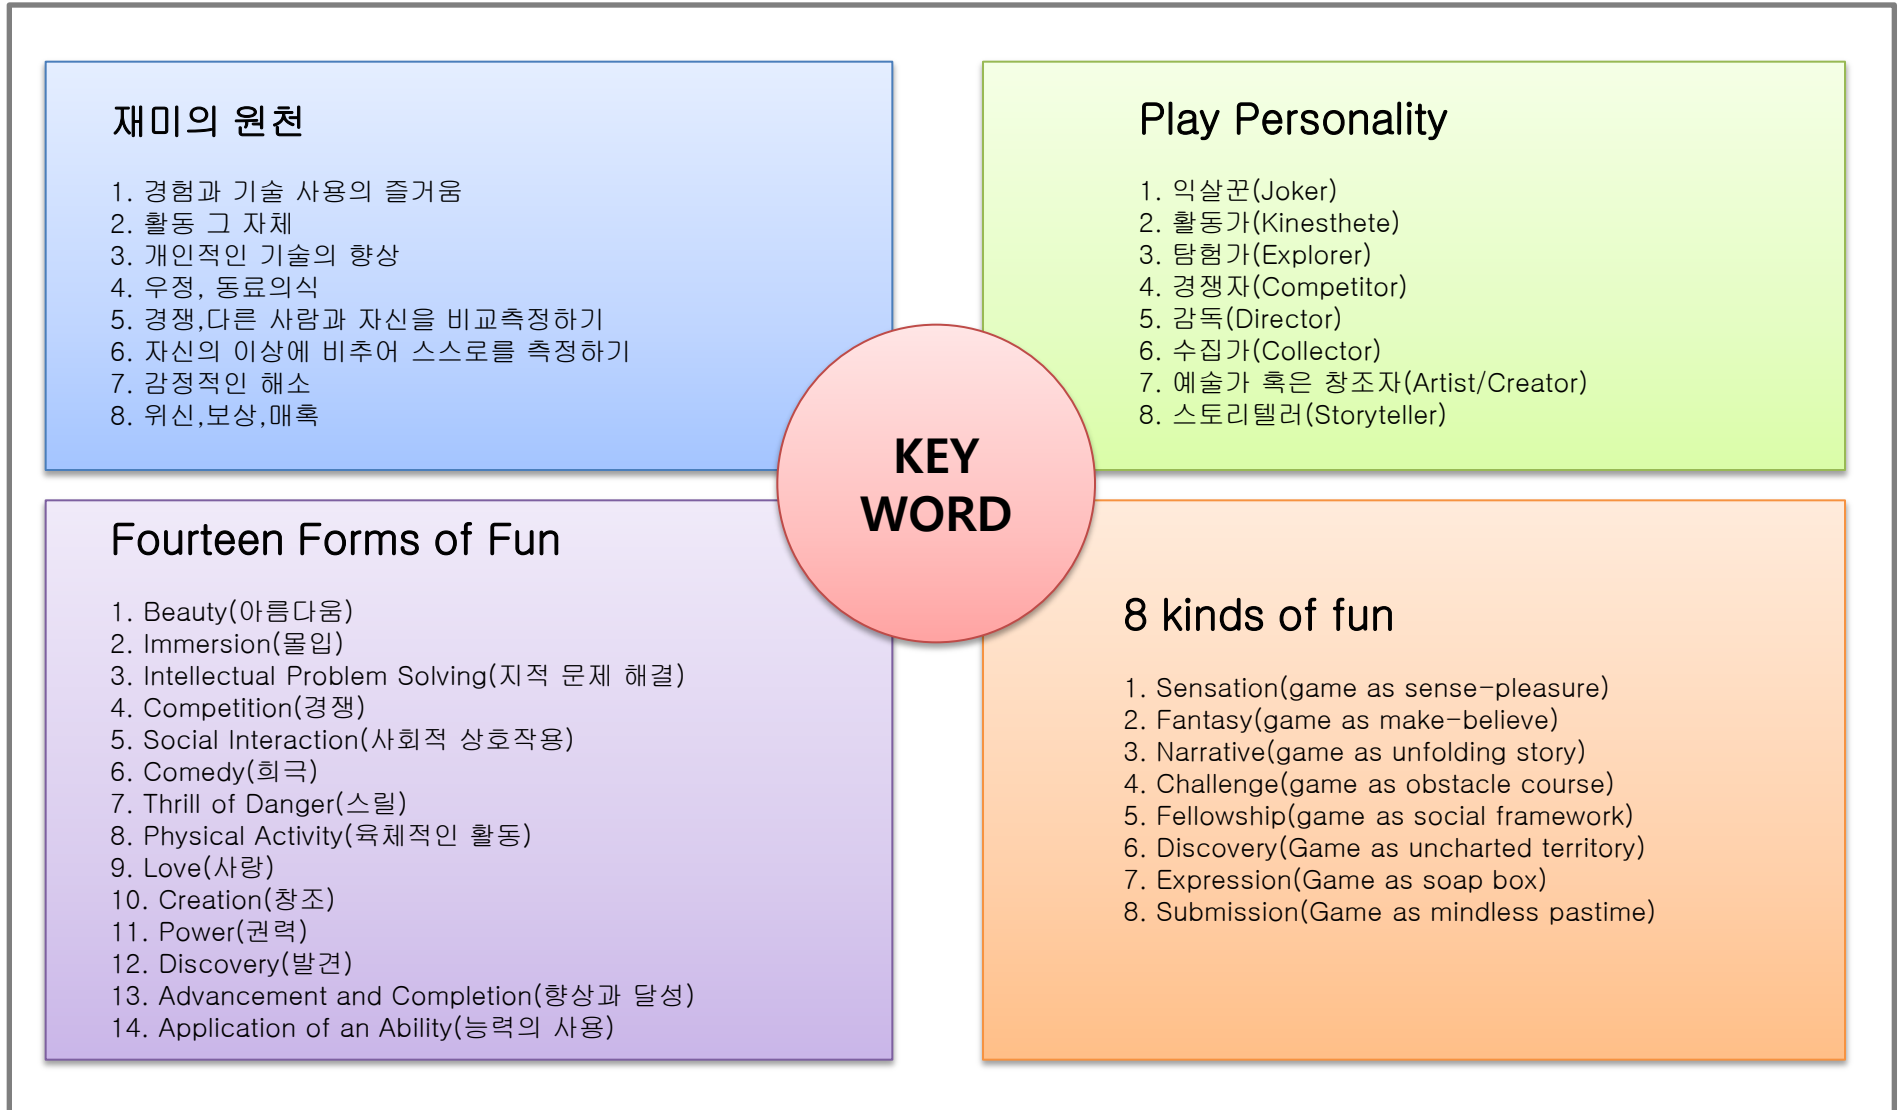 재미의 원천
1. 경험과 기술 사용의 즐거움
2. 활동 그 자체
3. 개인적인 기술의 향상
4. 우정, 동료의식
5. 경쟁,다른 사람과 자신을 비교측정하기
6. 자신의 이상에 비추어 스스로를 측정하기
7. 감정적인 해소
8. 위신,보상,매혹
Play Personality
1. 익살꾼(Joker)
2. 활동가(Kinesthete)
3. 탐험가(Explorer)
4. 경쟁자(Competitor)
5. 감독(Director)
6. 수집가(Collector)
7. 예술가 혹은 창조자(Artist/Creator)
8. 스토리텔러(Storyteller)
KEY
WORD
Fourteen Forms of Fun
1. Beauty(아름다움)
2. Immersion(몰입)
3. Intellectual Problem Solving(지적 문제 해결)
4. Competition(경쟁)
5. Social Interaction(사회적 상호작용)
6. Comedy(희극)
7. Thrill of Danger(스릴)
8. Physical Activity(육체적인 활동)
9. Love(사랑)
10. Creation(창조)
11. Power(권력)
12. Discovery(발견)
13. Advancement and Completion(향상과 달성)
14. Application of an Ability(능력의 사용)
8 kinds of fun
1. Sensation(game as sense-pleasure)
2. Fantasy(game as make-believe)
3. Narrative(game as unfolding story)
4. Challenge(game as obstacle course)
5. Fellowship(game as social framework)
6. Discovery(Game as uncharted territory)
7. Expression(Game as soap box)
8. Submission(Game as mindless pastime)